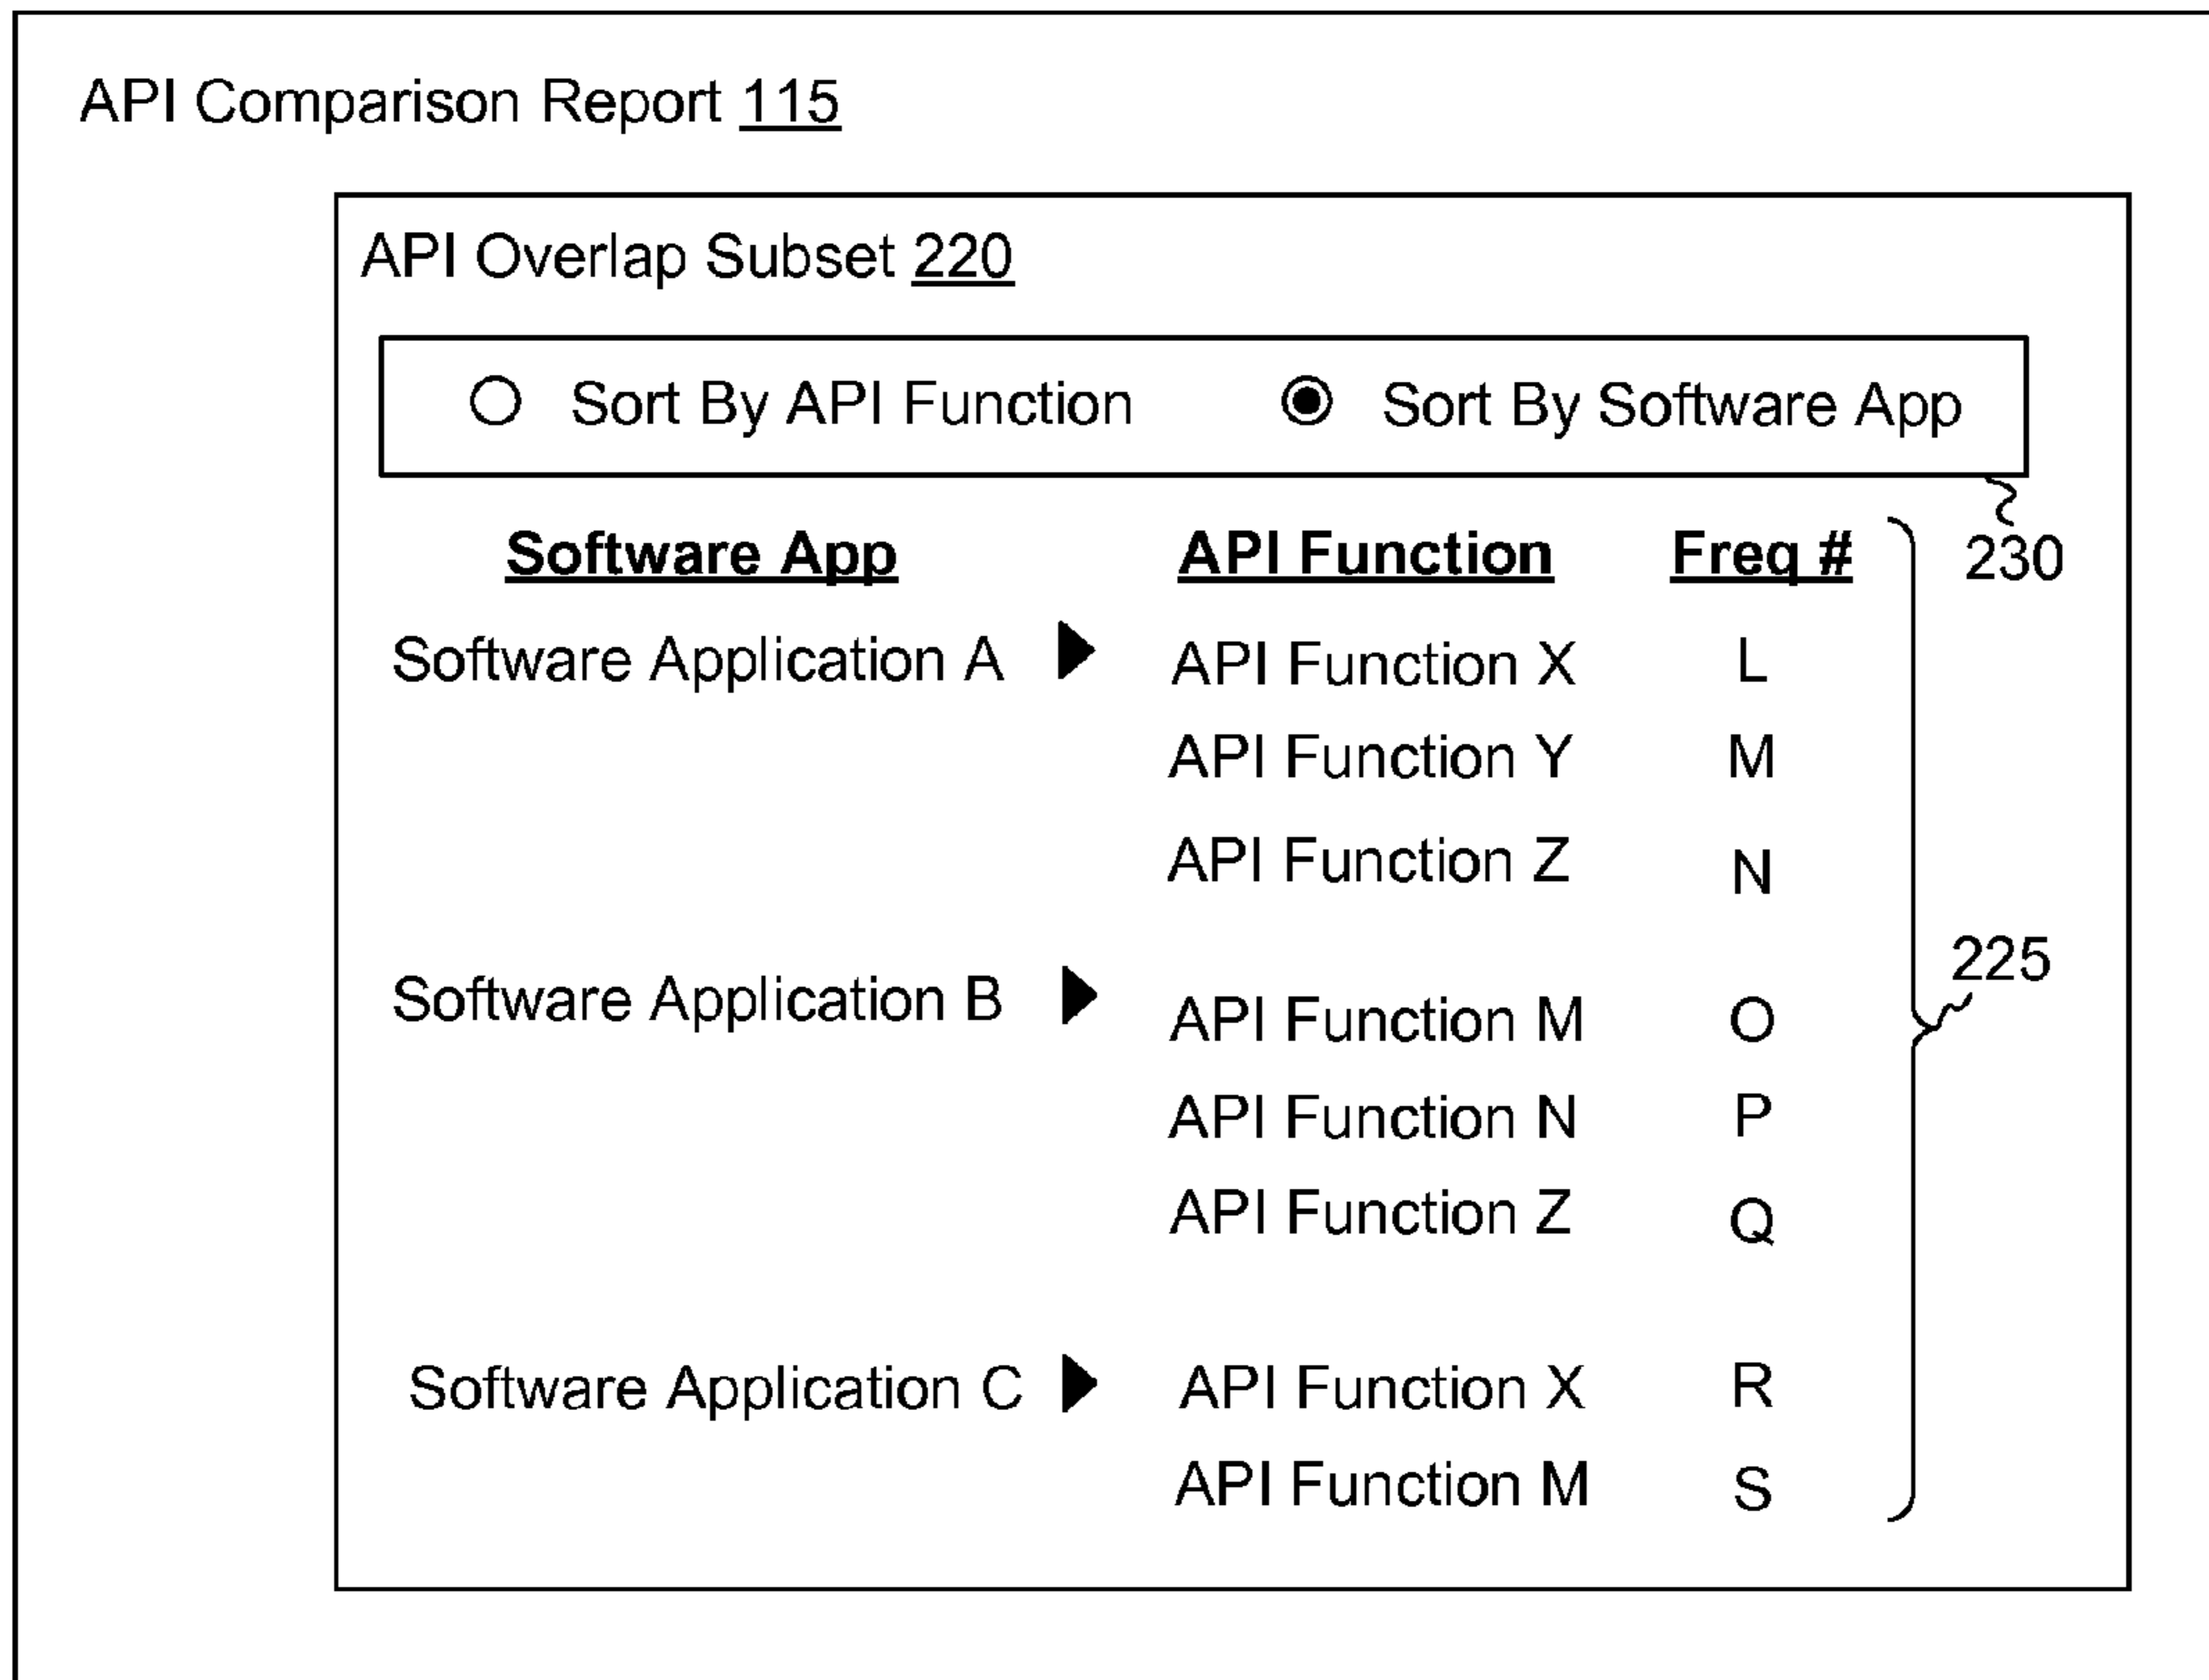 API Comparison Report 115
API Overlap Subset 220
Sort By API Function Sort By Software App
230
Software App API Function Freq #
Software Application A API Function X L
API Function Y M
API Function Z N
225
Software Application B API Function M O
API Function N P
API Function Z Q
Software Application C API Function X R
API Function M S